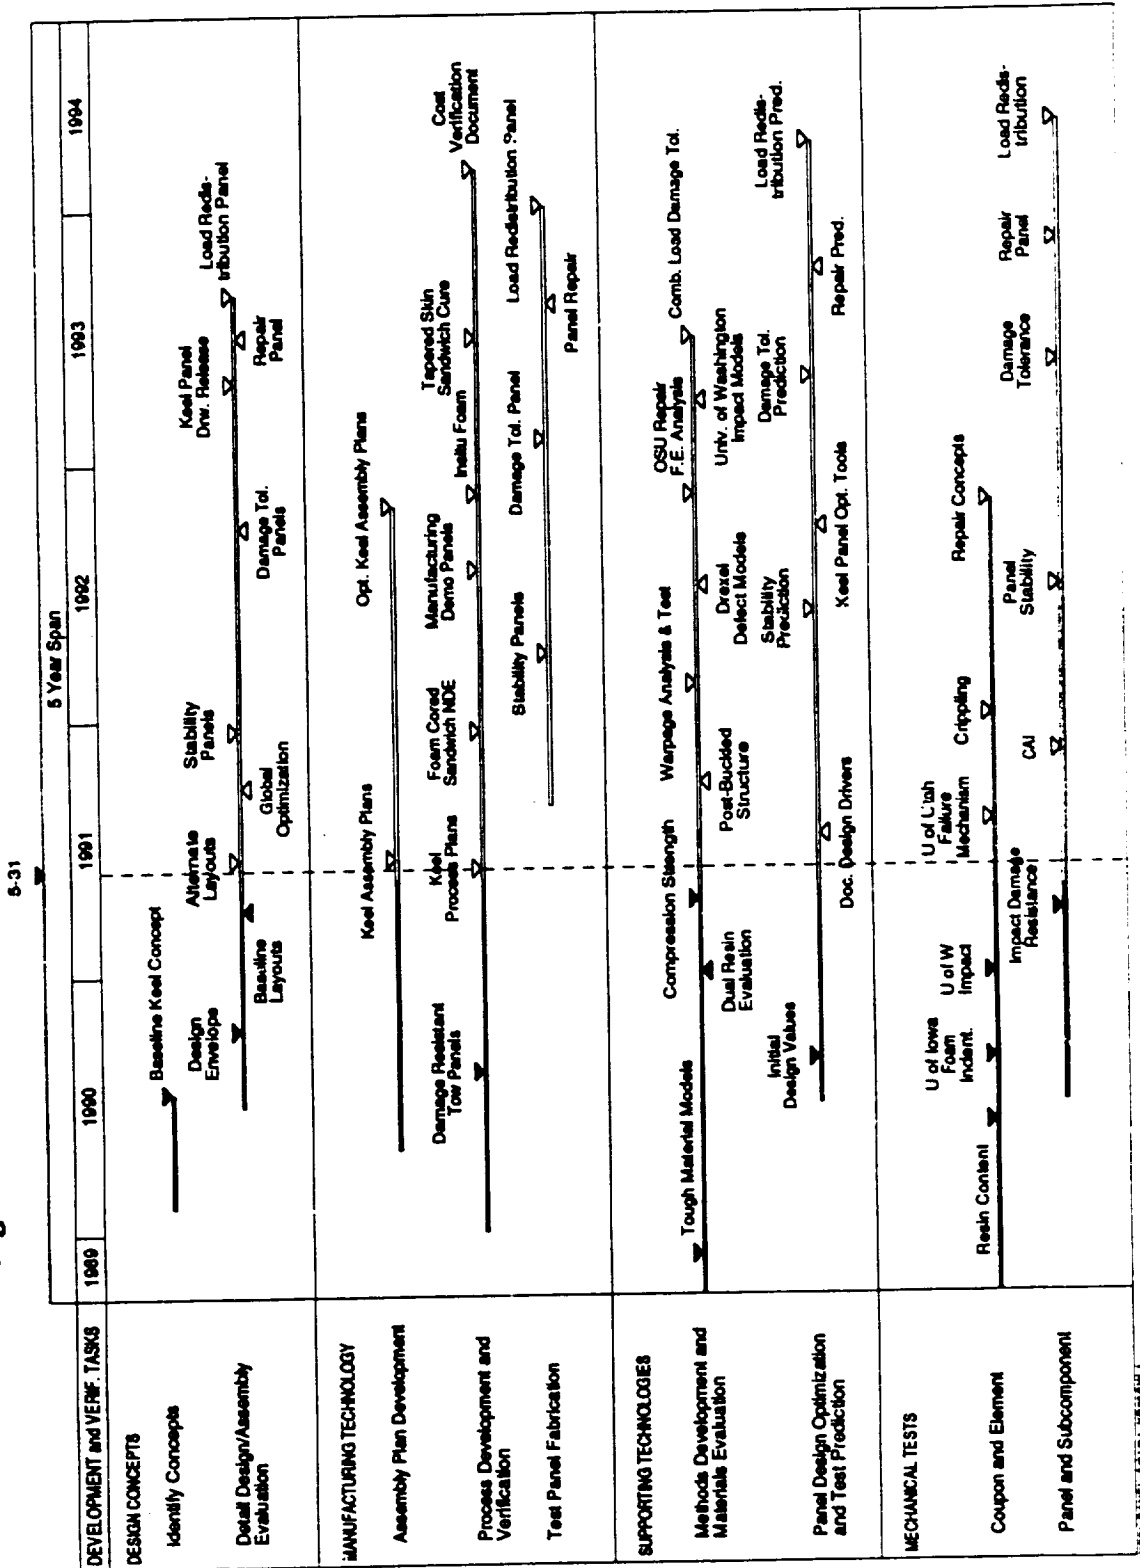 5-31
5 Year Span
DEVELOPMENT and VERIF. TASKS
1989
1990
1991
1992
1993
1994
DESIGN CONCEPTS
Identify Concepts
Baseline Keel Concept
Detail Design/Assembly
Evaluation
Design
Envelope
Baseline
Layouts
Alternate
Layouts
Global
Optimization
Stability
Panels
Damage Tol.
Panels
Keel Panel
Drw. Release
Repair
Panel
Load Redis-
tribution Panel
MANUFACTURING TECHNOLOGY
Assembly Plan Development
Keel Assembly Plans
Opt. Keel Assembly Plans
Process Development and
Verification
Damage Resistant
Tow Panels
Keel
Process Plans
Foam Cored
Sandwich NDE
Manufacturing
Demo Panels
Insitu Foam
Tapered Skin
Sandwich Cure
Cost
Verification
Document
Test Panel Fabrication
Stability Panels
Damage Tol. Panel
Panel Repair
Load Redistribution Panel
SUPPORTING TECHNOLOGIES
Methods Development and
Materials Evaluation
Tough Material Models
Dual Resin
Evaluation
Compression Strength
Post-Buckled
Structure
Warpage Analysis & Test
Drexel
Defect Models
OSU Repair
F.E. Analysis
Univ. of Washington
Impact Models
Comb. Load Damage Tol.
Panel Design Optimization
and Test Prediction
Initial
Design Values
Doc. Design Drivers
Stability
Prediction
Keel Panel Opt. Tools
Damage Tol.
Prediction
Repair Pred.
Load Redis-
tribution Pred.
MECHANICAL TESTS
Coupon and Element
Resin Content
U of Iowa
Foam
Indent.
U of W
Impact
U of Utah
Failure
Mechanism
Crippling
Repair Concepts
Panel and Subcomponent
Impact Damage
Resistance
CAI
Panel
Stability
Damage
Tolerance
Repair
Panel
Load Redis-
tribution